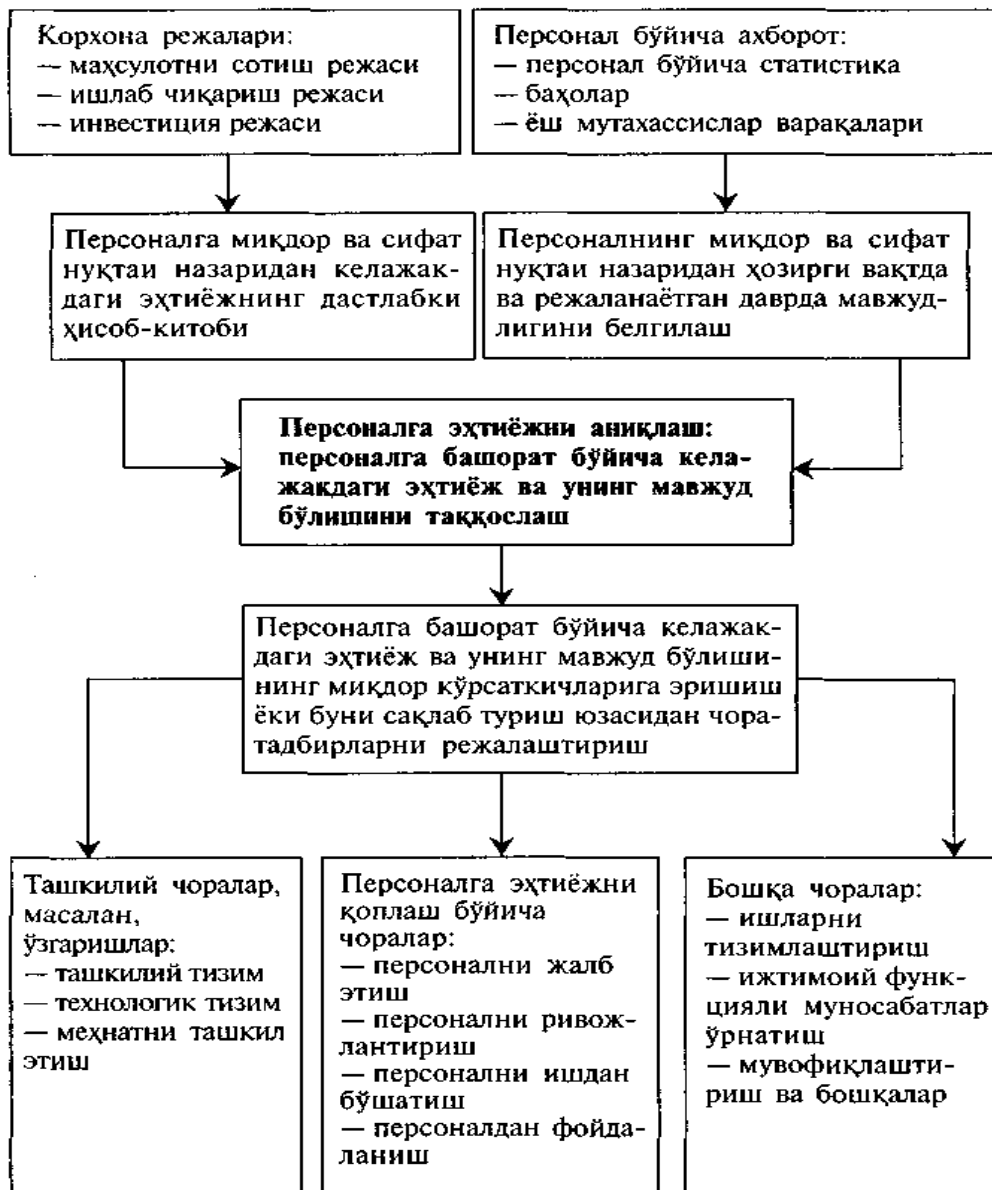 Корхона режалари:
— маҳсулотни сотиш режаси
— ишлаб чиқариш режаси
— инвестиция режаси
Персонал бўйича ахборот:
— персонал бўйича статистика
— баҳолар
— ёш мутахассислар варақалари
Персоналга миқдор ва сифат
нуқтаи назаридан келажак-
даги эҳтиёжнинг дастлабки
ҳисоб-китоби
Персоналнинг миқдор ва сифат
нуқтаи назаридан ҳозирги вақтда
ва режаланаётган даврда мавжуд-
лигини белгилаш
Персоналга эҳтиёжни аниқлаш:
персоналга башорат бўйича кела-
жакдаги эҳтиёж ва унинг мавжуд
бўлишини таққослаш
Персоналга башорат бўйича келажак-
даги эҳтиёж ва унинг мавжуд бўлиши-
нинг миқдор кўрсаткичларига эришиш
ёки буни сақлаб туриш юзасидан чора-
тадбирларни режалаштириш
Ташкилий чоралар,
масалан,
ўзгаришлар:
— ташкилий тизим
— технологик тизим
— меҳнатни ташкил
этиш
Персоналга эҳтиёжни
қоплаш бўйича
чоралар:
— персонални жалб
этиш
— персонални ривож-
лантириш
— персонални ишдан
бўшатиш
— персоналдан фойда-
ланиш
Бошқа чоралар:
— ишларни
тизимлаштириш
— ижтимоий функ-
цияли муносабатлар
ўрнатиш
— мувофиқлашти-
риш ва бошқалар